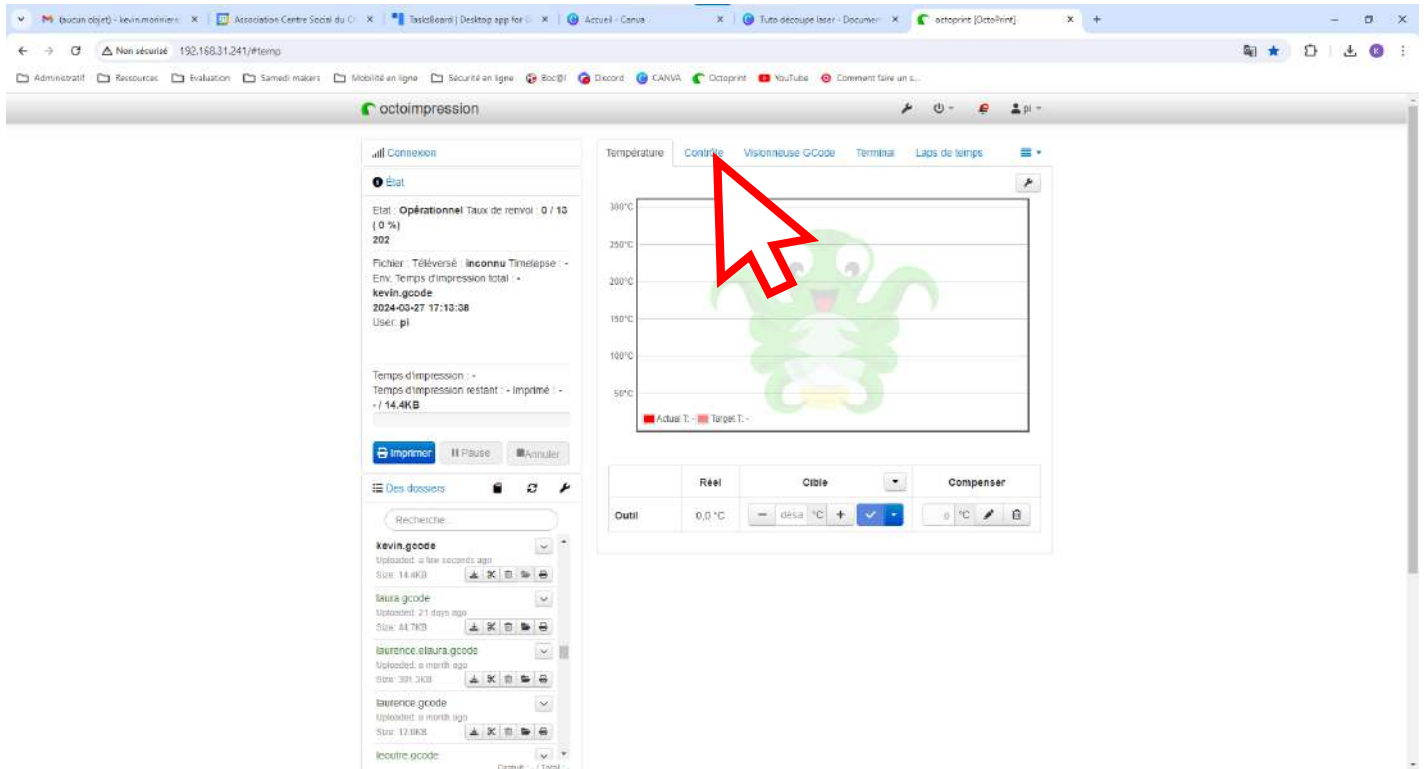 (aucun objet) - kevin.moriniere
Association Centre Social du C
TasksBoard | Desktop app for G
Accueil - Canva
Tuto découpe laser - Documen
octoprint [OctoPrint]
Non sécurisé 192.168.31.241/#temp
Administratif Ressources Evaluation Samedi makers Mobilité en ligne Sécurité en ligne Boc@l Discord CANVA Octoprint YouTube Comment faire un s...
octoimpression
pi
Connexion
État
Etat : Opérationnel Taux de renvoi : 0 / 13
( 0 %)
202
Fichier : Téléversé : inconnu Timelapse : -
Env. Temps d'impression total : -
kevin.gcode
2024-03-27 17:13:38
User: pi
Temps d'impression : -
Temps d'impression restant : - Imprimé : -
- / 14.4KB
Imprimer Pause Annuler
Des dossiers
Recherche...
kevin.gcode
Uploaded: a few seconds ago
Size: 14.4KB
laura.gcode
Uploaded: 21 days ago
Size: 44.7KB
laurence.elaura.gcode
Uploaded: a month ago
Size: 301.3KB
laurence.gcode
Uploaded: a month ago
Size: 12.0KB
leoutre.gcode
Température Contrôle Visionneuse GCode Terminal Laps de temps
300°C
250°C
200°C
150°C
100°C
50°C
Actual T: - Target T: -
Réel Cible Compenser
Outil 0,0 °C désa °C 0 °C